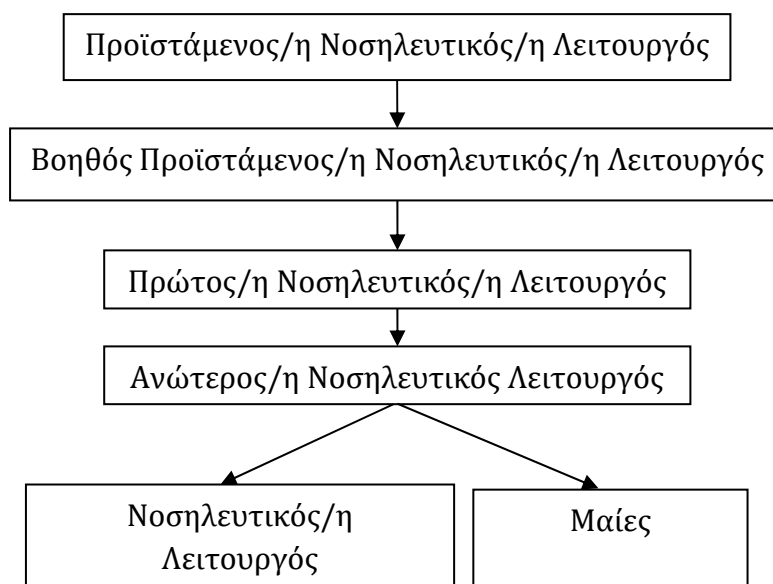 Προϊστάμενος/η Νοσηλευτικός/η Λειτουργός
Βοηθός Προϊστάμενος/η Νοσηλευτικός/η Λειτουργός
Πρώτος/η Νοσηλευτικός/η Λειτουργός
Ανώτερος/η Νοσηλευτικός Λειτουργός
Νοσηλευτικός/η
Λειτουργός
Μαίες